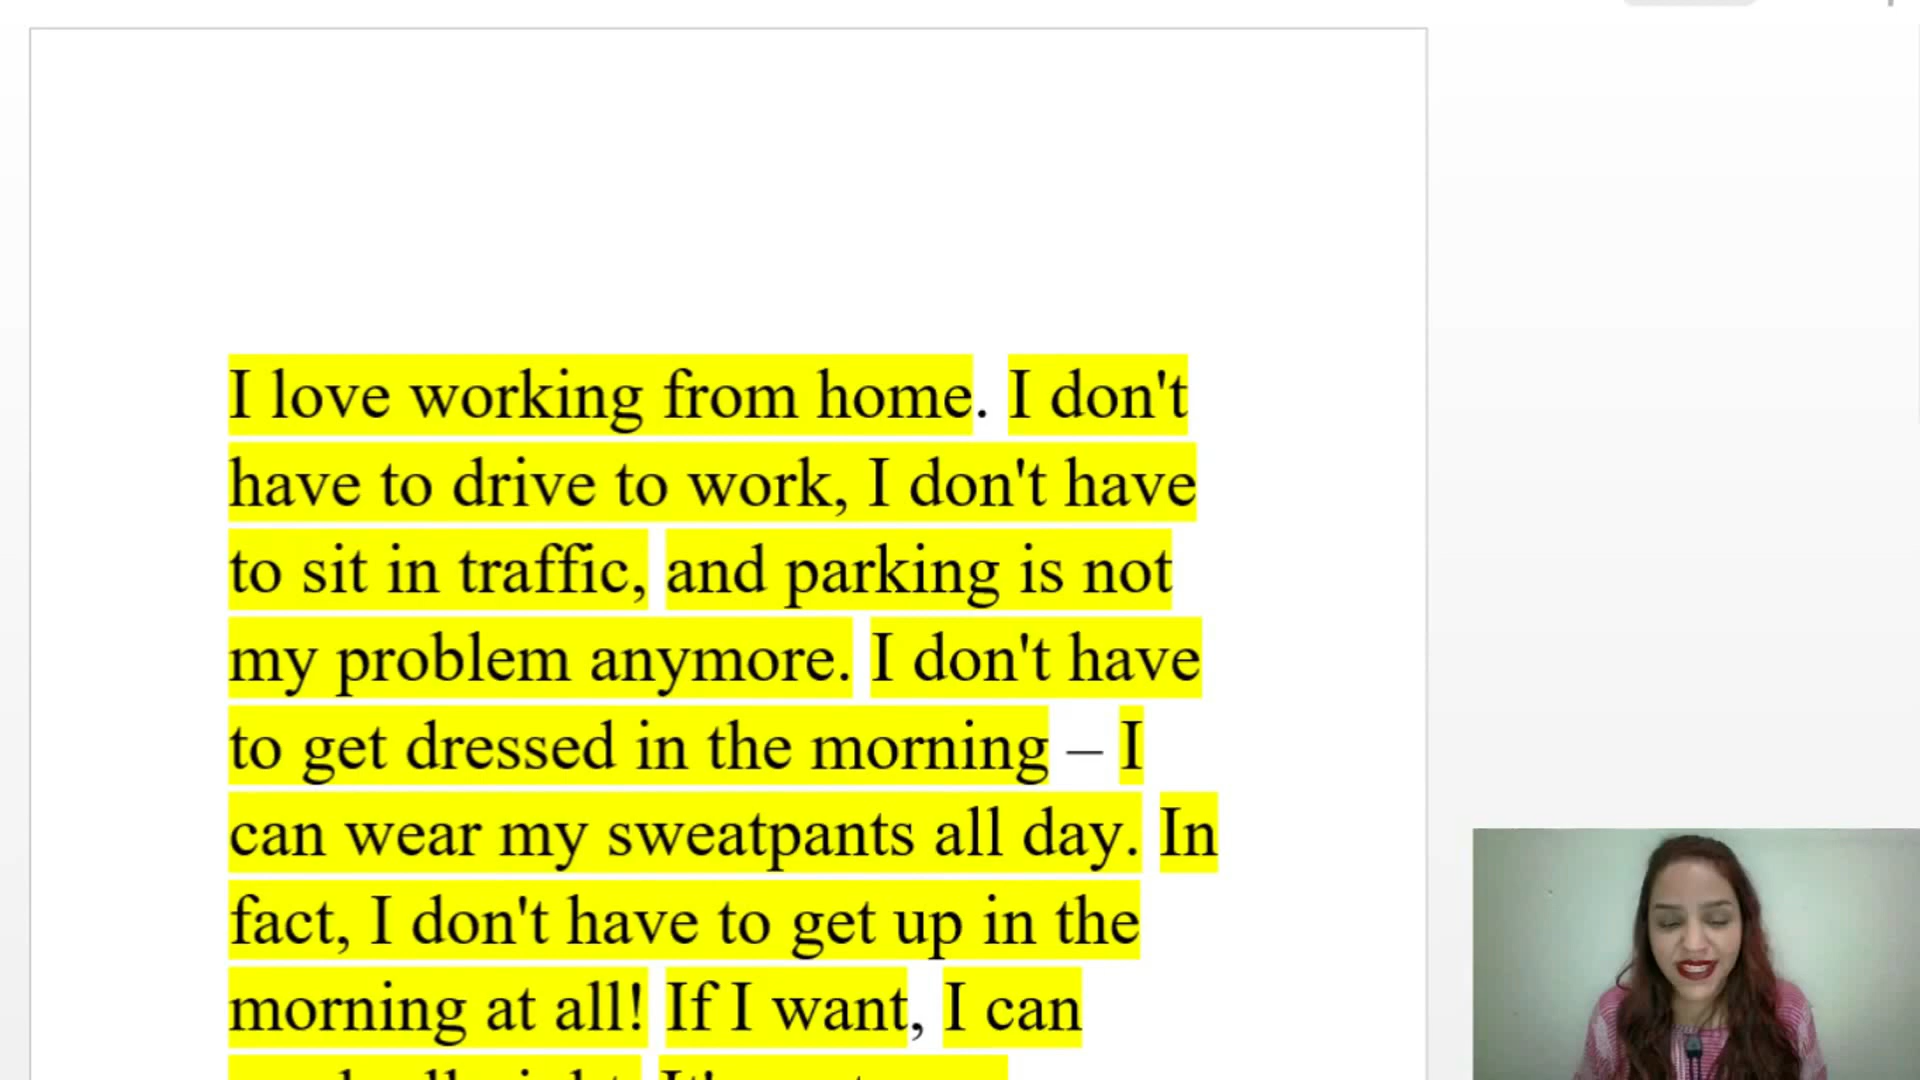 I love working from home. I don't
have to drive to work, I don't have
to sit in traffic, and parking is not
my problem anymore. I don't have
to get dressed in the morning – I
can wear my sweatpants all day. In
fact, I don't have to get up in the
morning at all! If I want, I can